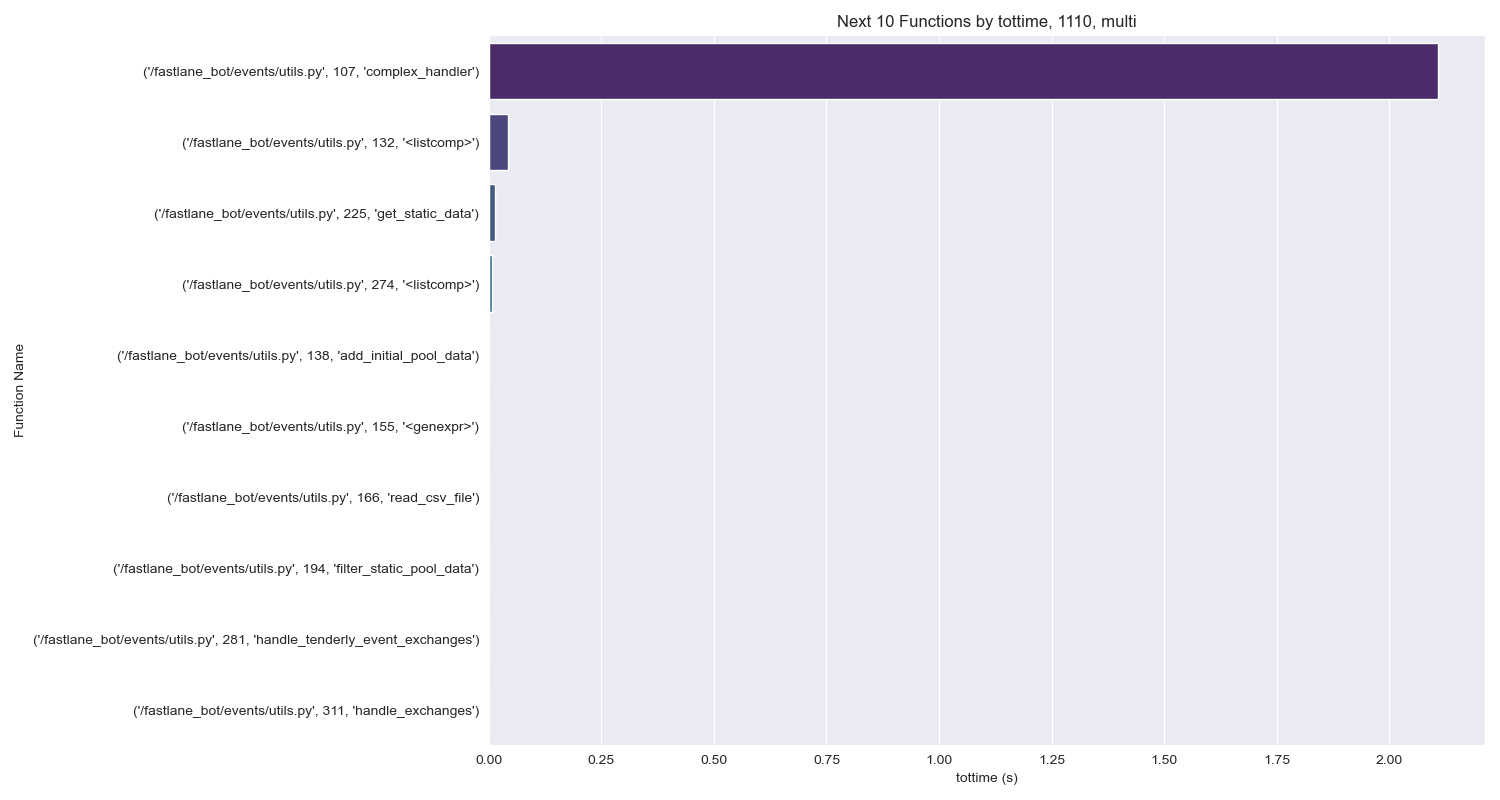 Next 10 Functions by tottime, 1110, multi
('/fastlane_bot/events/utils.py', 107, 'complex_handler')
('/fastlane_bot/events/utils.py', 132, '<listcomp>')
('/fastlane_bot/events/utils.py', 225, 'get_static_data')
('/fastlane_bot/events/utils.py', 274, '<listcomp>')
('/fastlane_bot/events/utils.py', 138, 'add_initial_pool_data')
('/fastlane_bot/events/utils.py', 155, '<genexpr>')
('/fastlane_bot/events/utils.py', 166, 'read_csv_file')
('/fastlane_bot/events/utils.py', 194, 'filter_static_pool_data')
('/fastlane_bot/events/utils.py', 281, 'handle_tenderly_event_exchanges')
('/fastlane_bot/events/utils.py', 311, 'handle_exchanges')
Function Name
0.00 0.25 0.50 0.75 1.00 1.25 1.50 1.75 2.00
tottime (s)